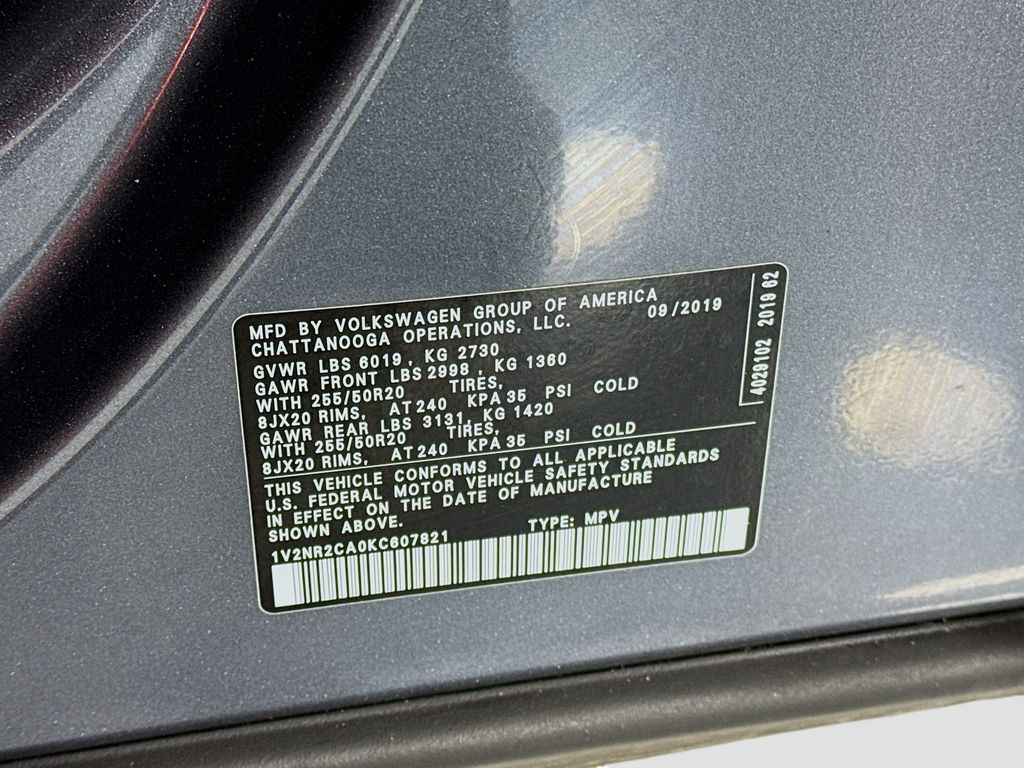 MFD BY VOLKSWAGEN GROUP OF AMERICA
CHATTANOOGA OPERATIONS, LLC. 09/2019
GVWR LBS 6019, KG 2730
GAWR FRONT LBS 2998, KG 1360
WITH 255/50R20 TIRES,
8JX20 RIMS, AT 240 KPA 35 PSI COLD
GAWR REAR LBS 3131, KG 1420
WITH 255/50R20 TIRES,
8JX20 RIMS, AT 240 KPA 35 PSI COLD
THIS VEHICLE CONFORMS TO ALL APPLICABLE
U.S. FEDERAL MOTOR VEHICLE SAFETY STANDARDS
IN EFFECT ON THE DATE OF MANUFACTURE
SHOWN ABOVE.
1V2NR2CA0KC607821 TYPE: MPV
4029102 2019 62